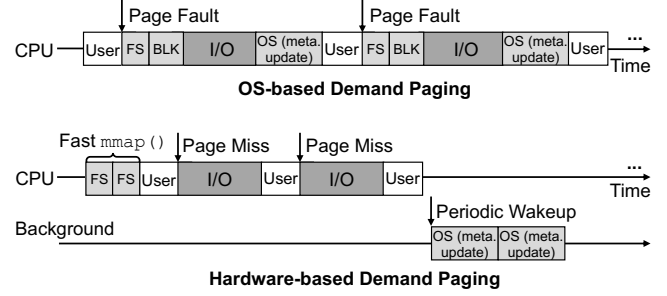 Page Fault
Page Fault
CPU
User
FS
BLK
I/O
OS (meta.
update)
User
FS
BLK
I/O
OS (meta.
update)
User
...
Time
OS-based Demand Paging
Fast mmap()
Page Miss
Page Miss
CPU
FS
FS
User
I/O
User
I/O
User
...
Time
Periodic Wakeup
Background
OS (meta.
update)
OS (meta.
update)
Hardware-based Demand Paging